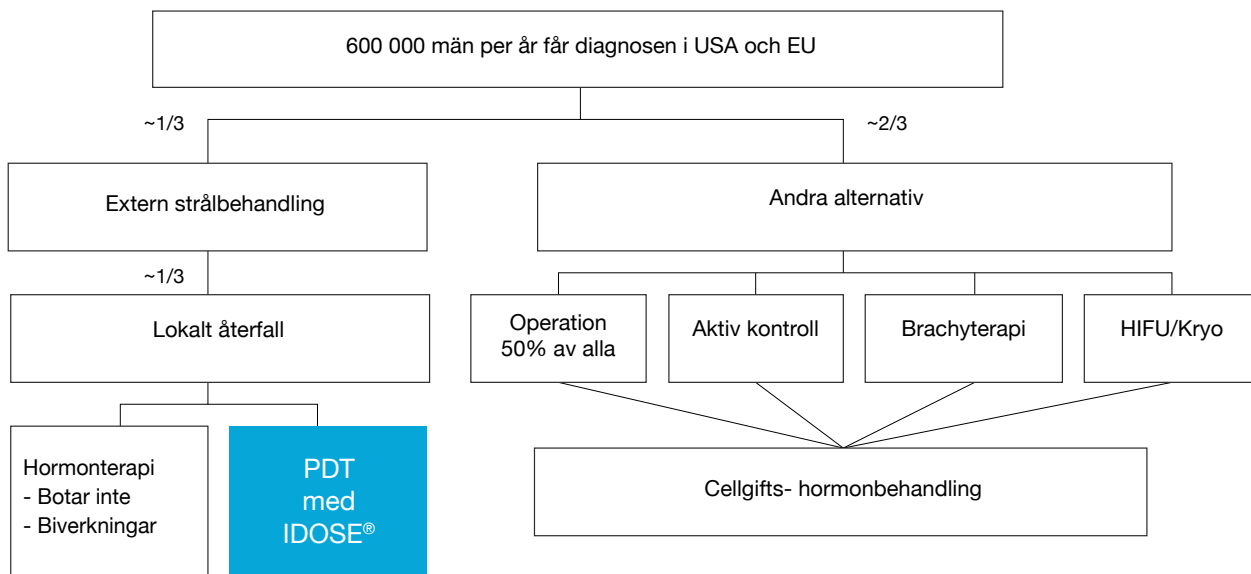 600 000 män per år får diagnosen i USA och EU
~1/3
~2/3
Extern strålbehandling
Andra alternativ
~1/3
Lokalt återfall
Operation
50% av alla
Aktiv kontroll
Brachyterapi
HIFU/Kryo
Hormonterapi
- Botar inte
- Biverkningar
PDT
med
IDOSE®
Cellgifts- hormonbehandling